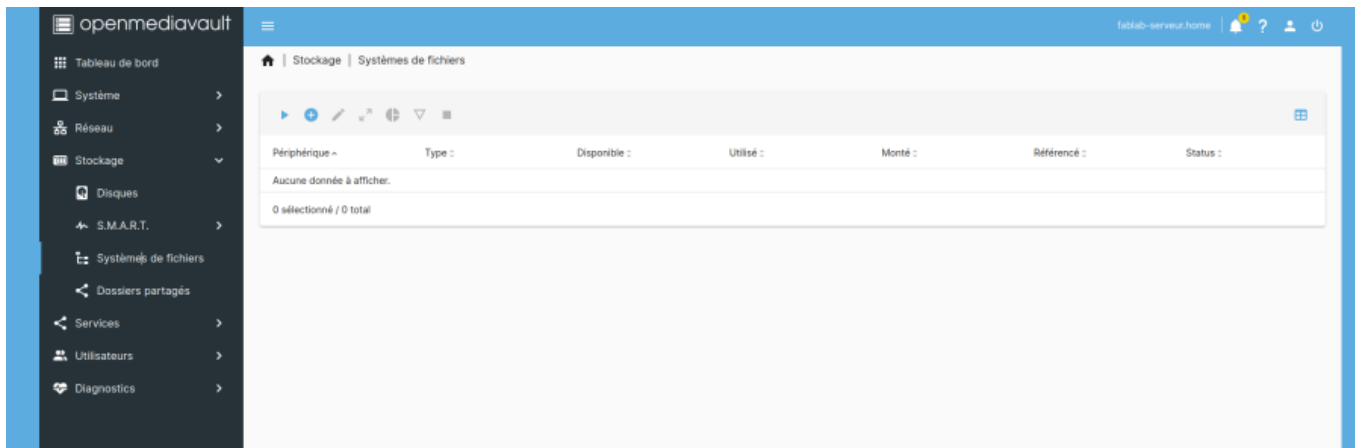 openmediavault
fablab-serveur.home
Tableau de bord
Stockage | Systèmes de fichiers
Système
Réseau
Stockage
Périphérique Type Disponible Utilisé Monté Référencé Status
Aucune donnée à afficher.
Disques
0 sélectionné / 0 total
S.M.A.R.T.
Systèmes de fichiers
Dossiers partagés
Services
Utilisateurs
Diagnostics